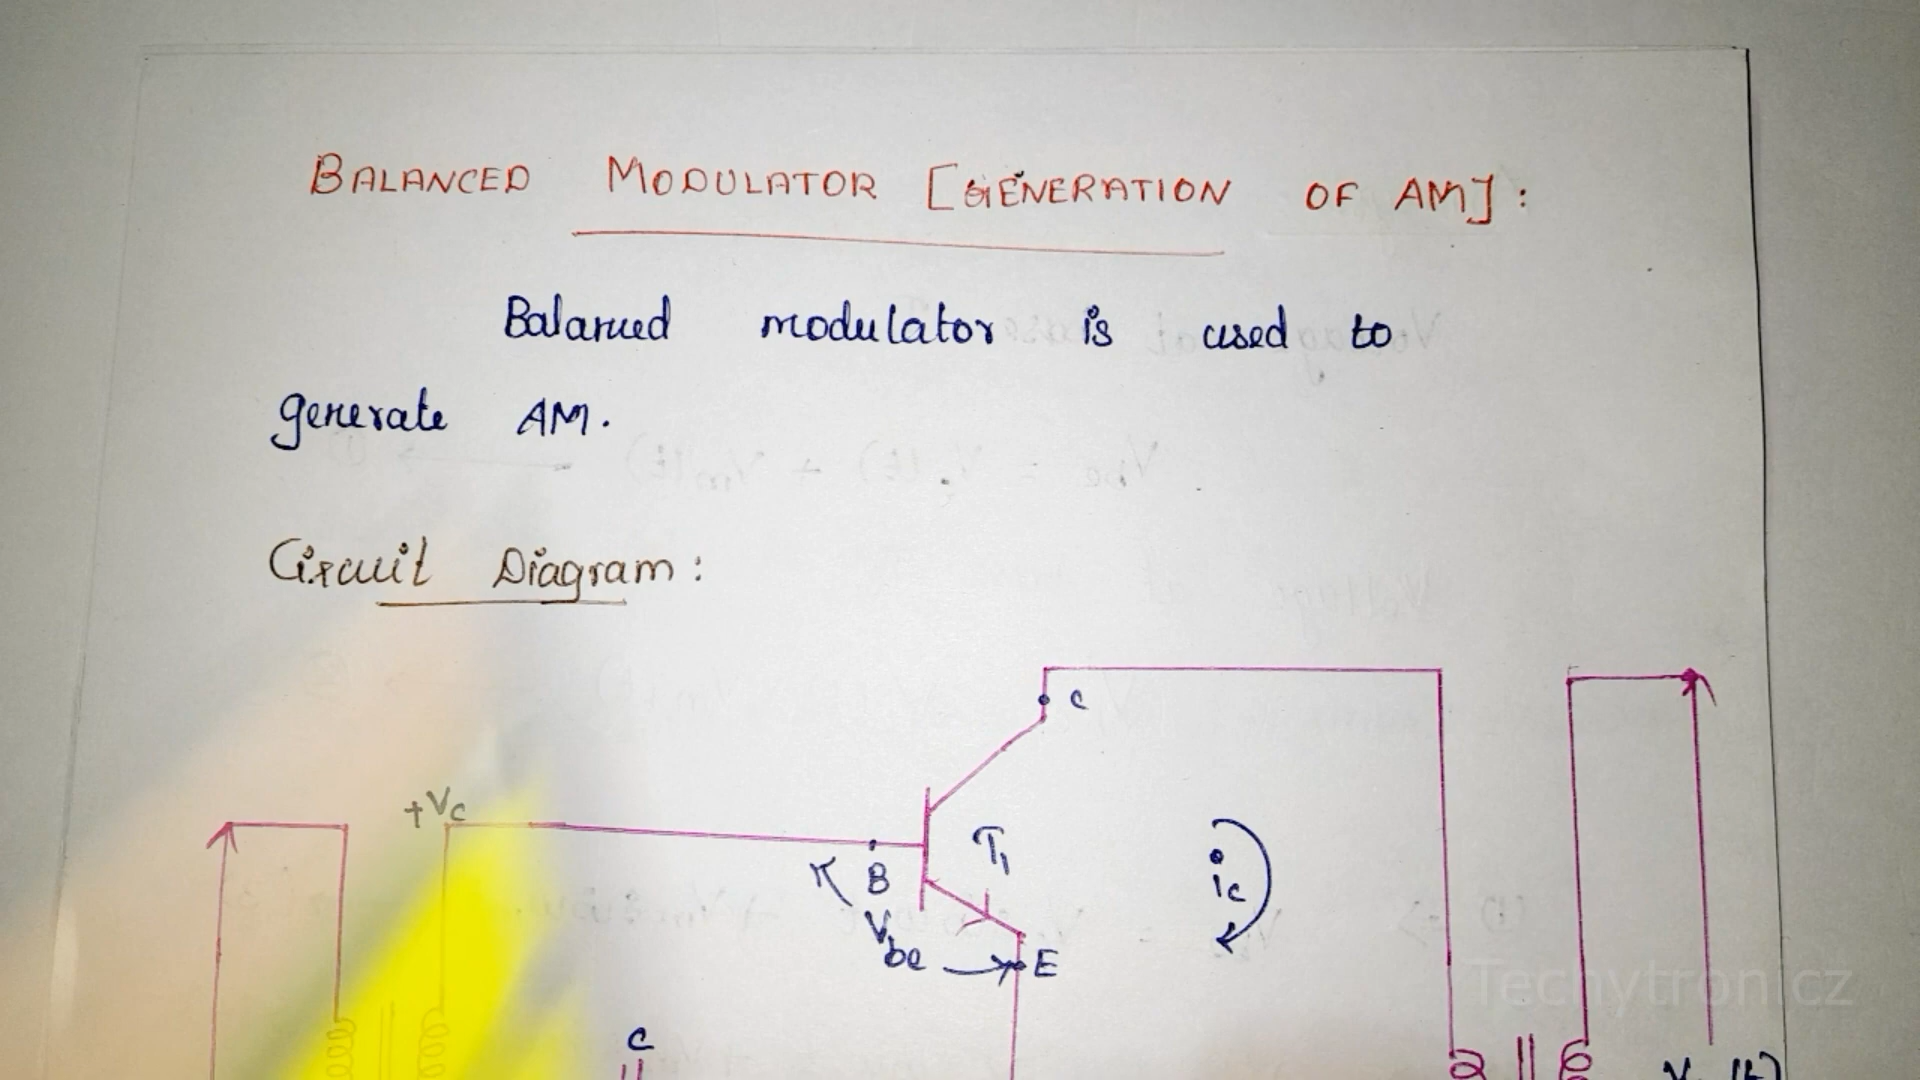 BALANCED MODULATOR [GENERATION OF AM]:
Balanced modulator is used to
generate AM.
Circuit Diagram:
C
+Vc
T1
B
ic
Vbe
E
Techytron.cz
C